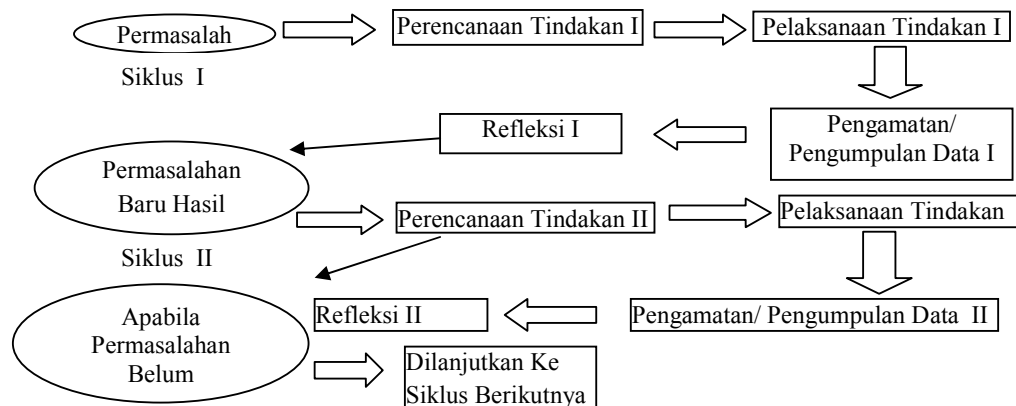 Permasalah
Perencanaan Tindakan I
Pelaksanaan Tindakan I
Siklus I
Pengamatan/
Pengumpulan Data I
Refleksi I
Permasalahan
Baru Hasil
Perencanaan Tindakan II
Pelaksanaan Tindakan
Siklus II
Pengamatan/ Pengumpulan Data II
Refleksi II
Apabila
Permasalahan
Belum
Dilanjutkan Ke
Siklus Berikutnya